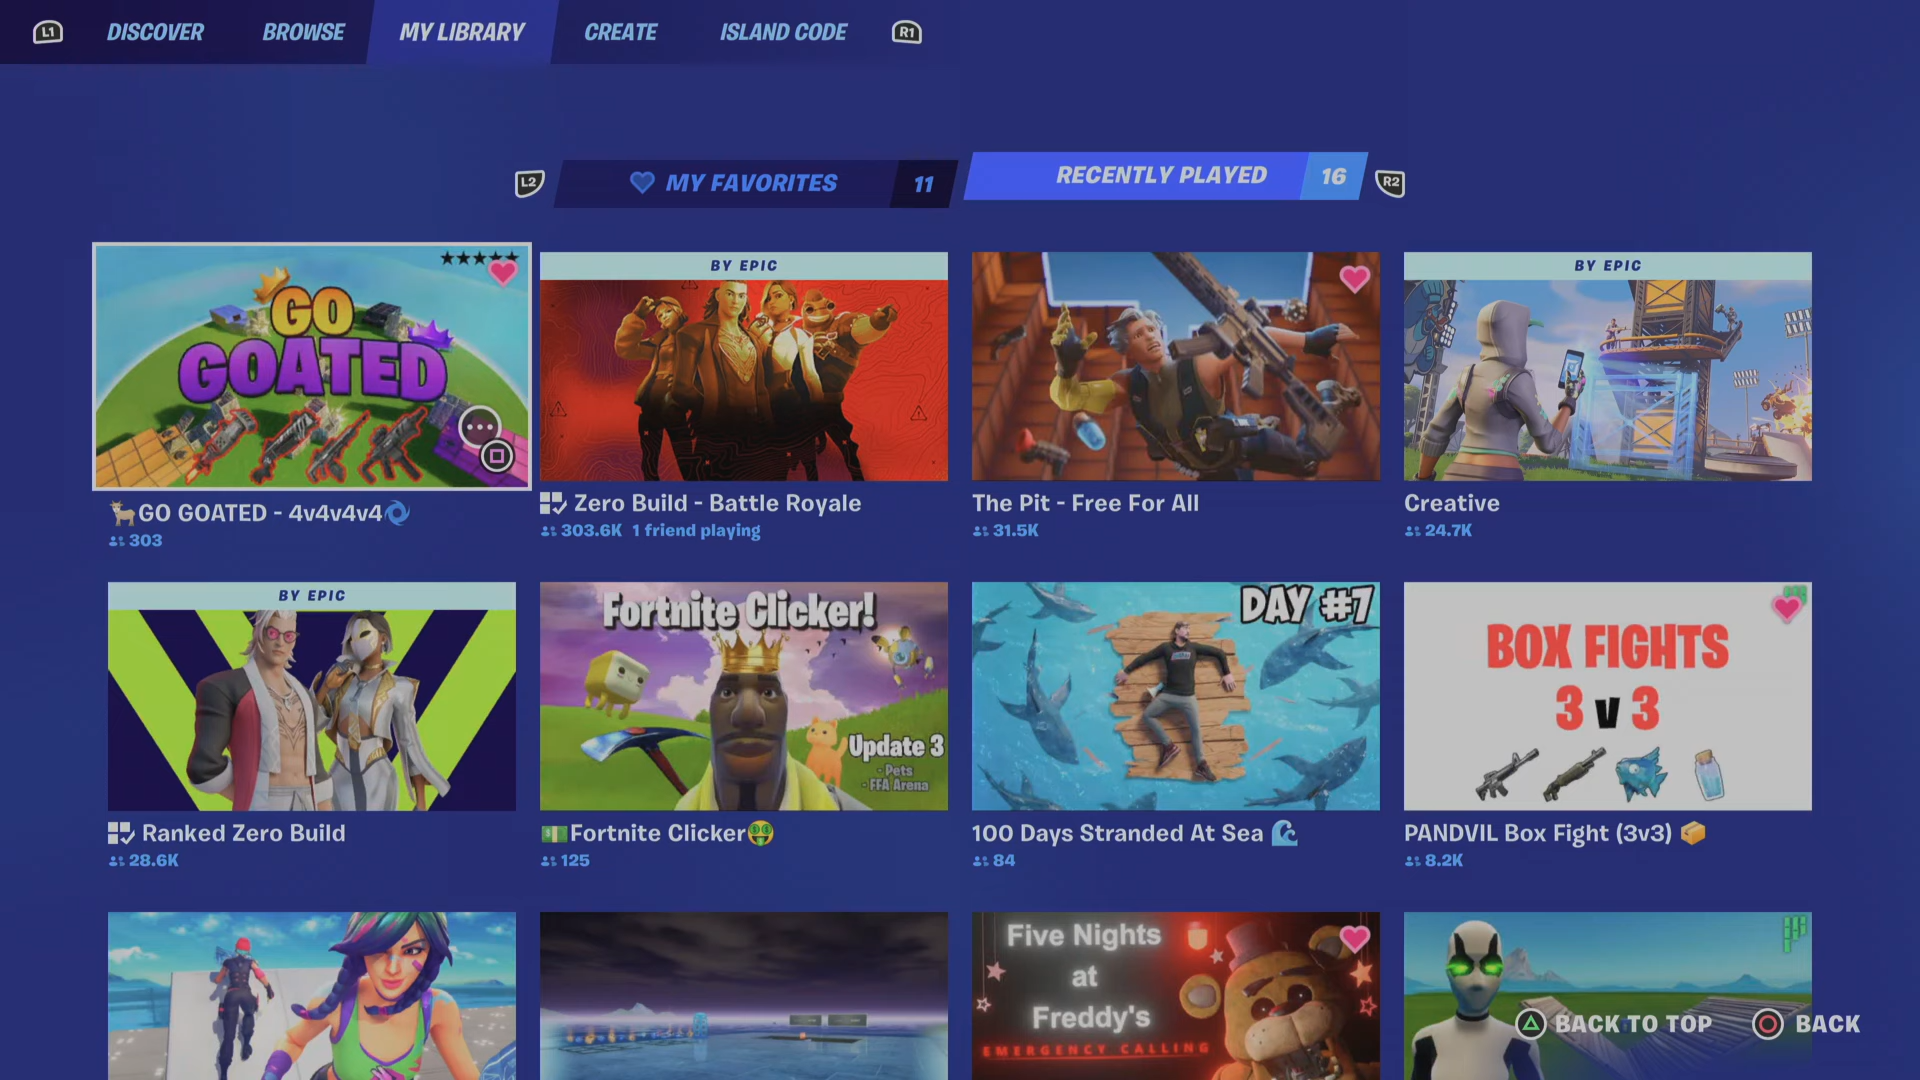 L1 DISCOVER BROWSE MY LIBRARY CREATE ISLAND CODE R1
L2 MY FAVORITES 11 RECENTLY PLAYED 16 R2
GO GOATED
🐐GO GOATED - 4v4v4v4🌀
303
BY EPIC
Zero Build - Battle Royale
303.6K 1 friend playing
The Pit - Free For All
31.5K
BY EPIC
Creative
24.7K
BY EPIC
Ranked Zero Build
28.6K
Fortnite Clicker!
Update 3
- Pets
- FFA Arena
💵Fortnite Clicker🤑
125
DAY #7
100 Days Stranded At Sea 🌊
84
BOX FIGHTS
3 v 3
PANDVIL Box Fight (3v3) 📦
8.2K
Five Nights
at
Freddy's
EMERGENCY CALLING
BACK TO TOP BACK